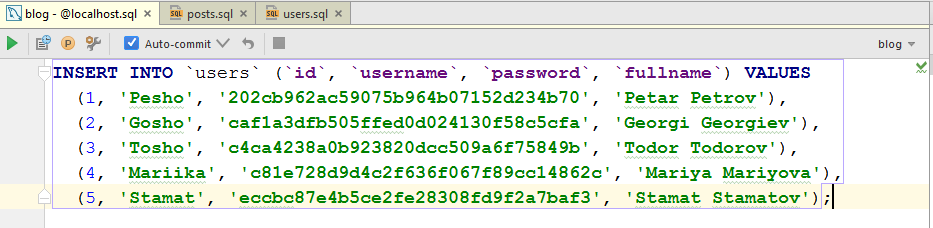 blog - @localhost.sql × posts.sql × users.sql ×
P Auto-commit blog
INSERT INTO `users` (`id`, `username`, `password`, `fullname`) VALUES
(1, 'Pesho', '202cb962ac59075b964b07152d234b70', 'Petar Petrov'),
(2, 'Gosho', 'caf1a3dfb505ffed0d024130f58c5cfa', 'Georgi Georgiev'),
(3, 'Tosho', 'c4ca4238a0b923820dcc509a6f75849b', 'Todor Todorov'),
(4, 'Mariika', 'c81e728d9d4c2f636f067f89cc14862c', 'Mariya Mariyova'),
(5, 'Stamat', 'eccbc87e4b5ce2fe28308fd9f2a7baf3', 'Stamat Stamatov');